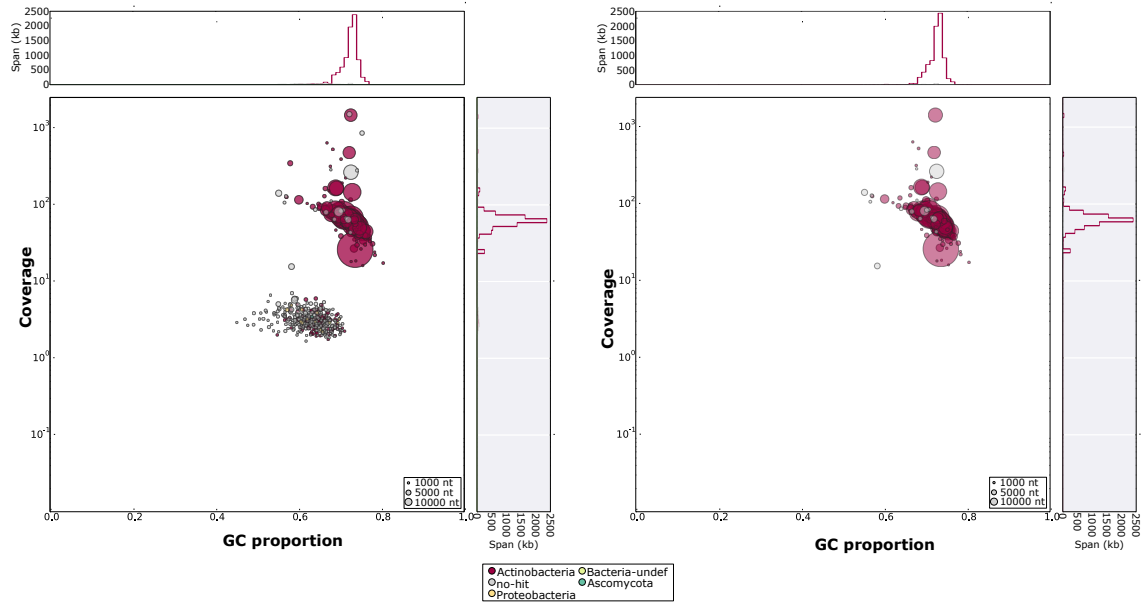 2500
2000
1500
1000
500
0
Span (kb)
10³
10²
10¹
10⁰
10⁻¹
Coverage
1000 nt
5000 nt
10000 nt
0.0 0.2 0.4 0.6 0.8 1.0
GC proportion
0 500 1000 1500 2000 2500
Span (kb)
2500
2000
1500
1000
500
0
Span (kb)
10³
10²
10¹
10⁰
10⁻¹
Coverage
1000 nt
5000 nt
10000 nt
0.0 0.2 0.4 0.6 0.8 1.0
GC proportion
0 500 1000 1500 2000 2500
Span (kb)
Actinobacteria Bacteria-undef
no-hit Ascomycota
Proteobacteria